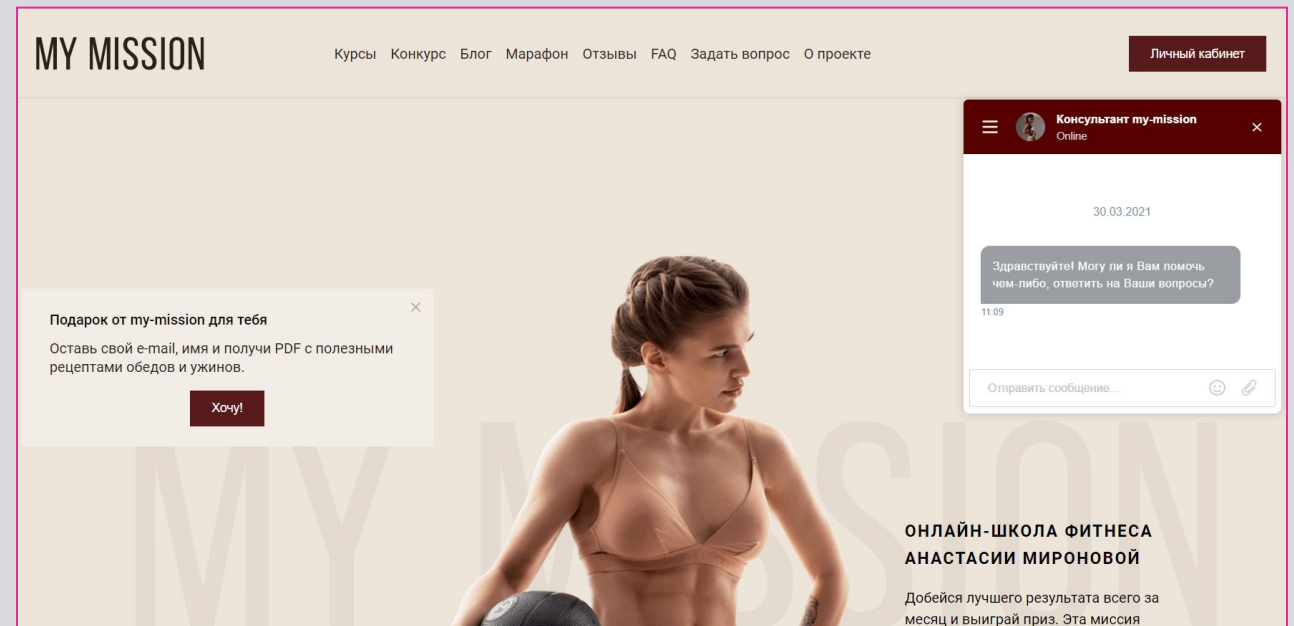 MY MISSION
Курсы Конкурс Блог Марафон Отзывы FAQ Задать вопрос О проекте
Личный кабинет
Консультант my-mission
Online
30.03.2021
Здравствуйте! Могу ли я Вам помочь
чем-либо, ответить на Ваши вопросы?
11:09
Отправить сообщение...
Подарок от my-mission для тебя
Оставь свой e-mail, имя и получи PDF с полезными
рецептами обедов и ужинов.
Хочу!
MY MISSION
ОНЛАЙН-ШКОЛА ФИТНЕСА
АНАСТАСИИ МИРОНОВОЙ
Добейся лучшего результата всего за
месяц и выиграй приз. Эта миссия